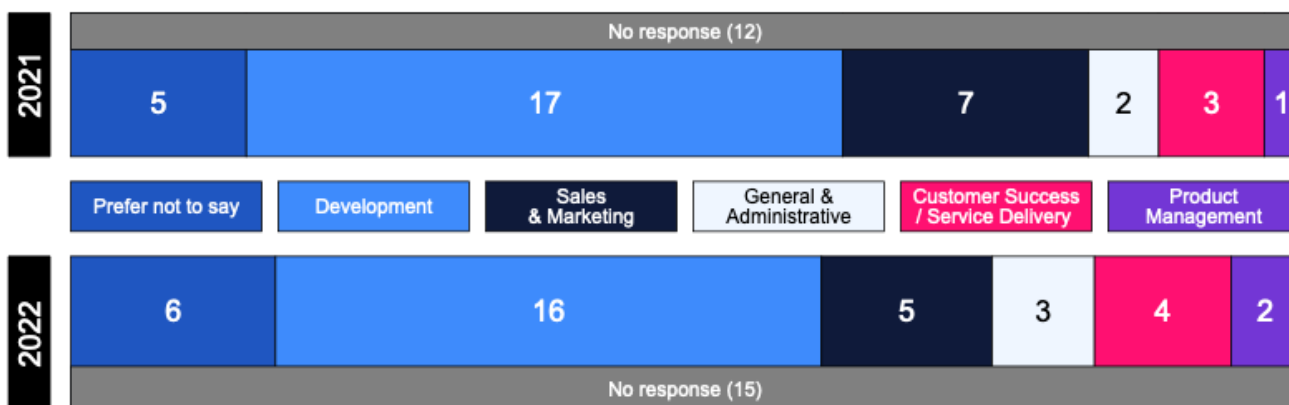 2021
No response (12)
5
17
7
2
3
1
Prefer not to say
Development
Sales
& Marketing
General &
Administrative
Customer Success
/ Service Delivery
Product
Management
2022
6
16
5
3
4
2
No response (15)